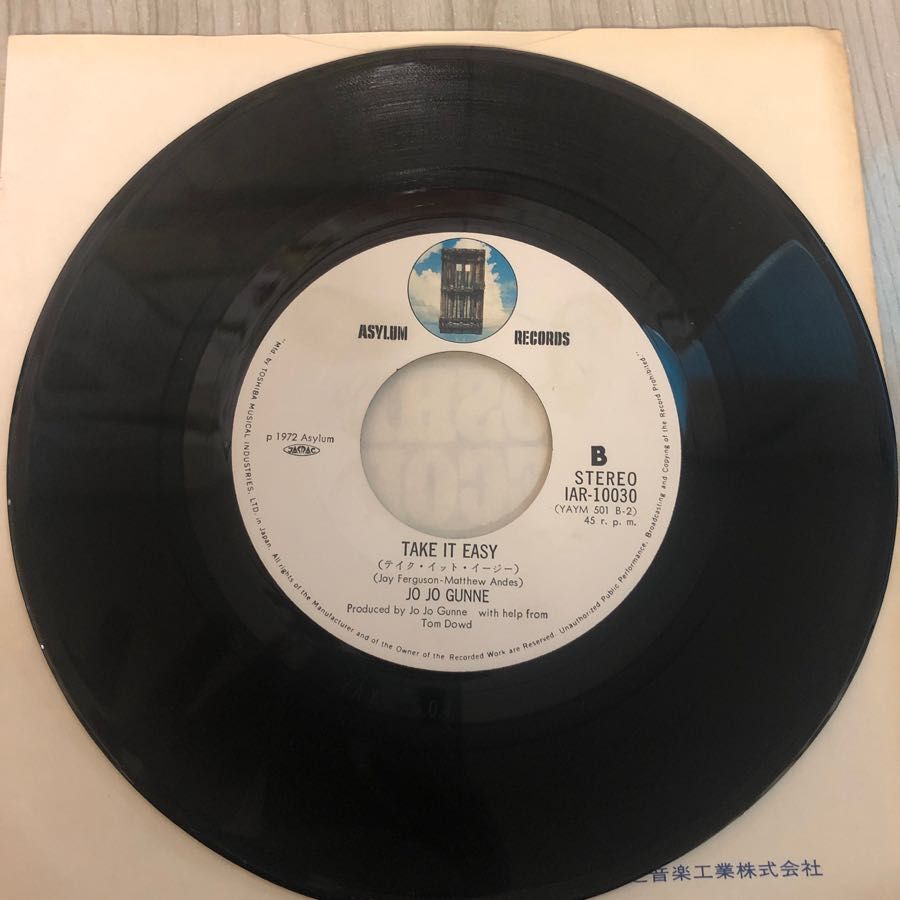 ASYLUM RECORDS
"Mfd. by TOSHIBA MUSICAL INDUSTRIES, LTD. in Japan. All rights of the Manufacturer and of the Owner of the Recorded Work are Reserved. Unauthorized Public Performance, Broadcasting and Copying of the Record Prohibited."
p 1972 Asylum
JASRAC
B
STEREO
IAR-10030
(YAYM 501 B-2)
45 r. p. m.
TAKE IT EASY
(テイク・イット・イージー)
(Jay Ferguson-Matthew Andes)
JO JO GUNNE
Produced by Jo Jo Gunne with help from
Tom Dowd
音楽工業株式会社